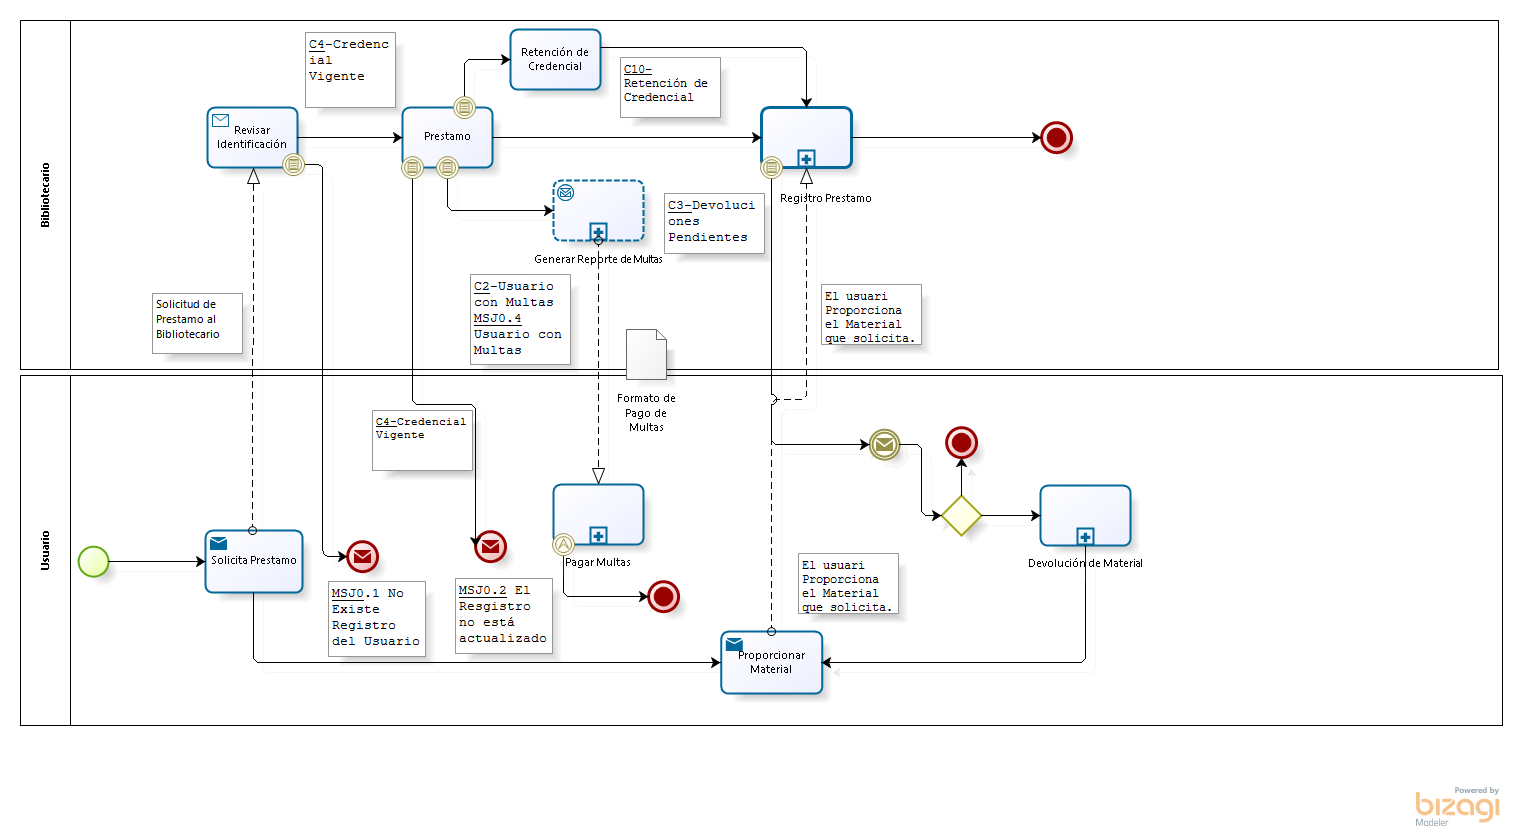 Bibliotecario
C4-Credenc
ial
Vigente
Retención de
Credencial
C10-
Retención de
Credencial
Revisar
Identificación
Prestamo
Registro Prestamo
C3-Devoluci
ones
Pendientes
Generar Reporte de Multas
C2-Usuario
con Multas
MSJ0.4
Usuario con
Multas
Solicitud de
Prestamo al
Bibliotecario
El usuari
Proporciona
el Material
que solicita.
Formato de
Pago de
Multas
Usuario
C4-Credencial
Vigente
Solicita Prestamo
MSJ0.1 No
Existe
Registro
del Usuario
MSJ0.2 El
Resgistro
no está
actualizado
Pagar Multas
El usuari
Proporciona
el Material
que solicita.
Devolución de Material
Proporcionar
Material
Powered by
bizagi
Modeler